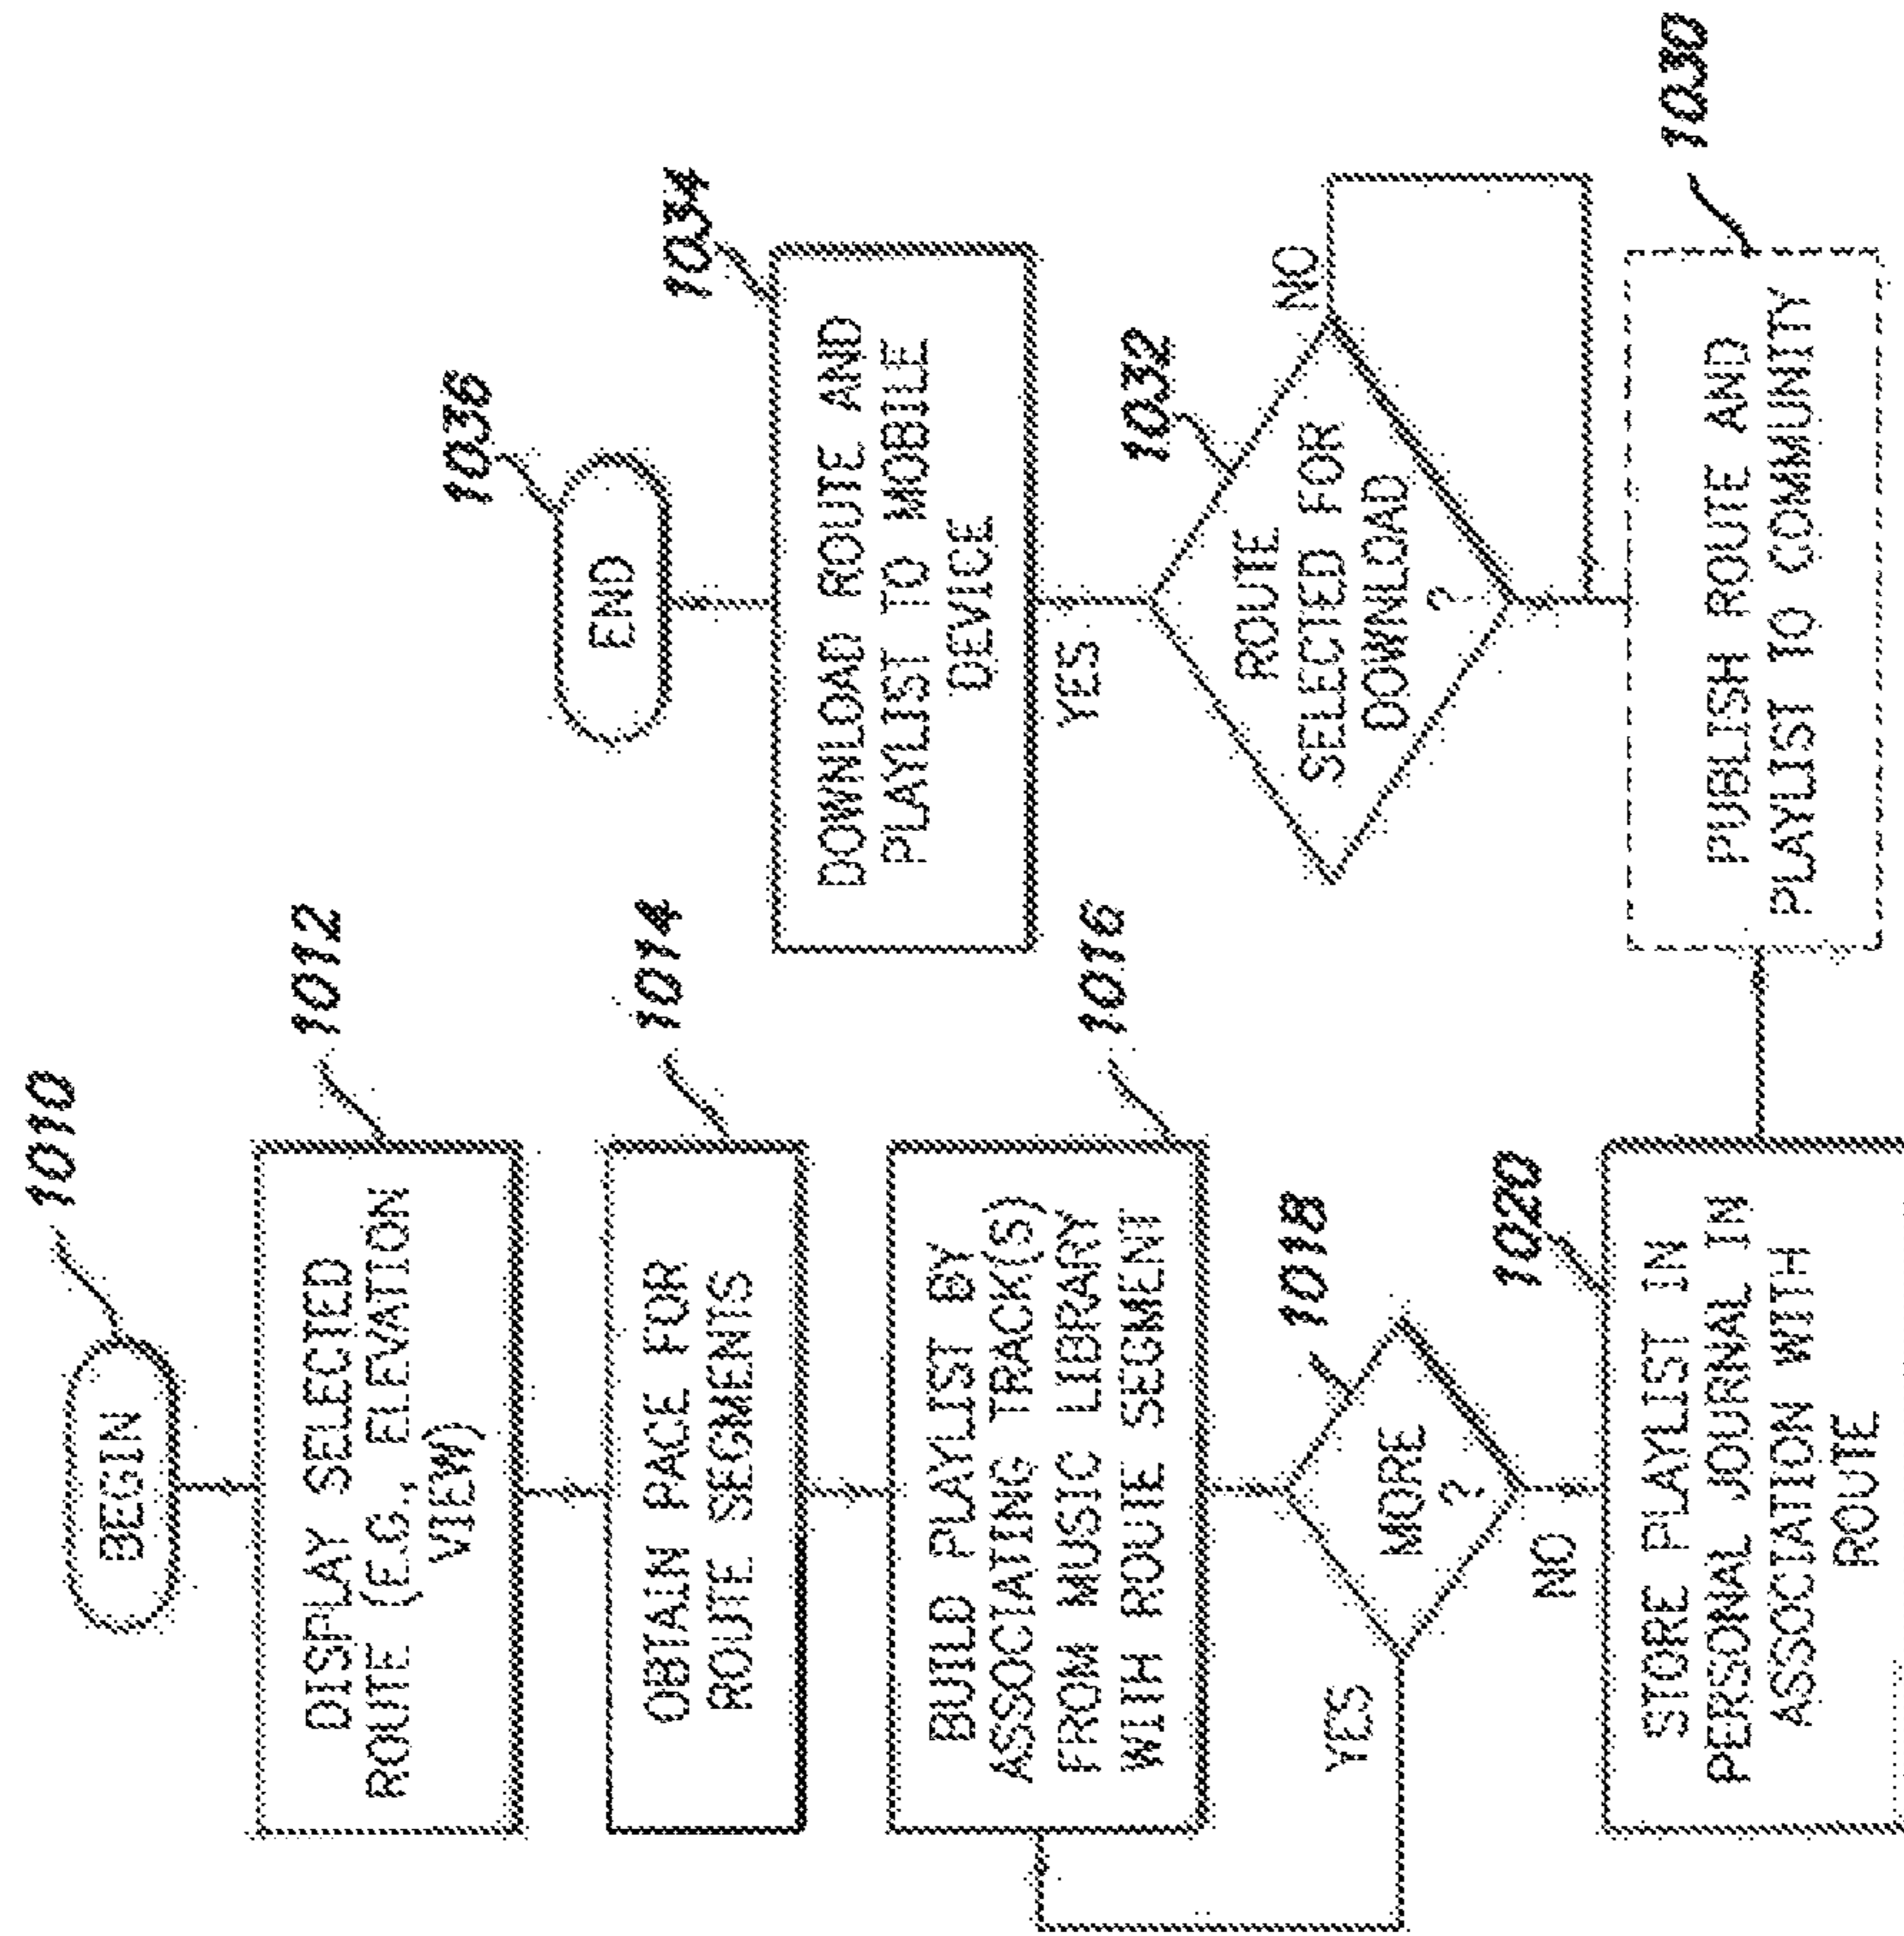 1010
BEGIN
1012
DISPLAY SELECTED
ROUTE (E.G., ELEVATION
VIEW)
1014
OBTAIN PACE FOR
ROUTE SEGMENTS
1016
BUILD PLAYLIST BY
ASSOCIATING TRACK(S)
FROM MUSIC LIBRARY
WITH ROUTE SEGMENT
1018
MORE
?
YES
NO
1020
STORE PLAYLIST IN
PERSONAL JOURNAL IN
ASSOCIATION WITH
ROUTE
1030
PUBLISH ROUTE AND
PLAYLIST TO COMMUNITY
1032
ROUTE
SELECTED FOR
DOWNLOAD
?
NO
YES
1034
DOWNLOAD ROUTE AND
PLAYLIST TO MOBILE
DEVICE
1036
END